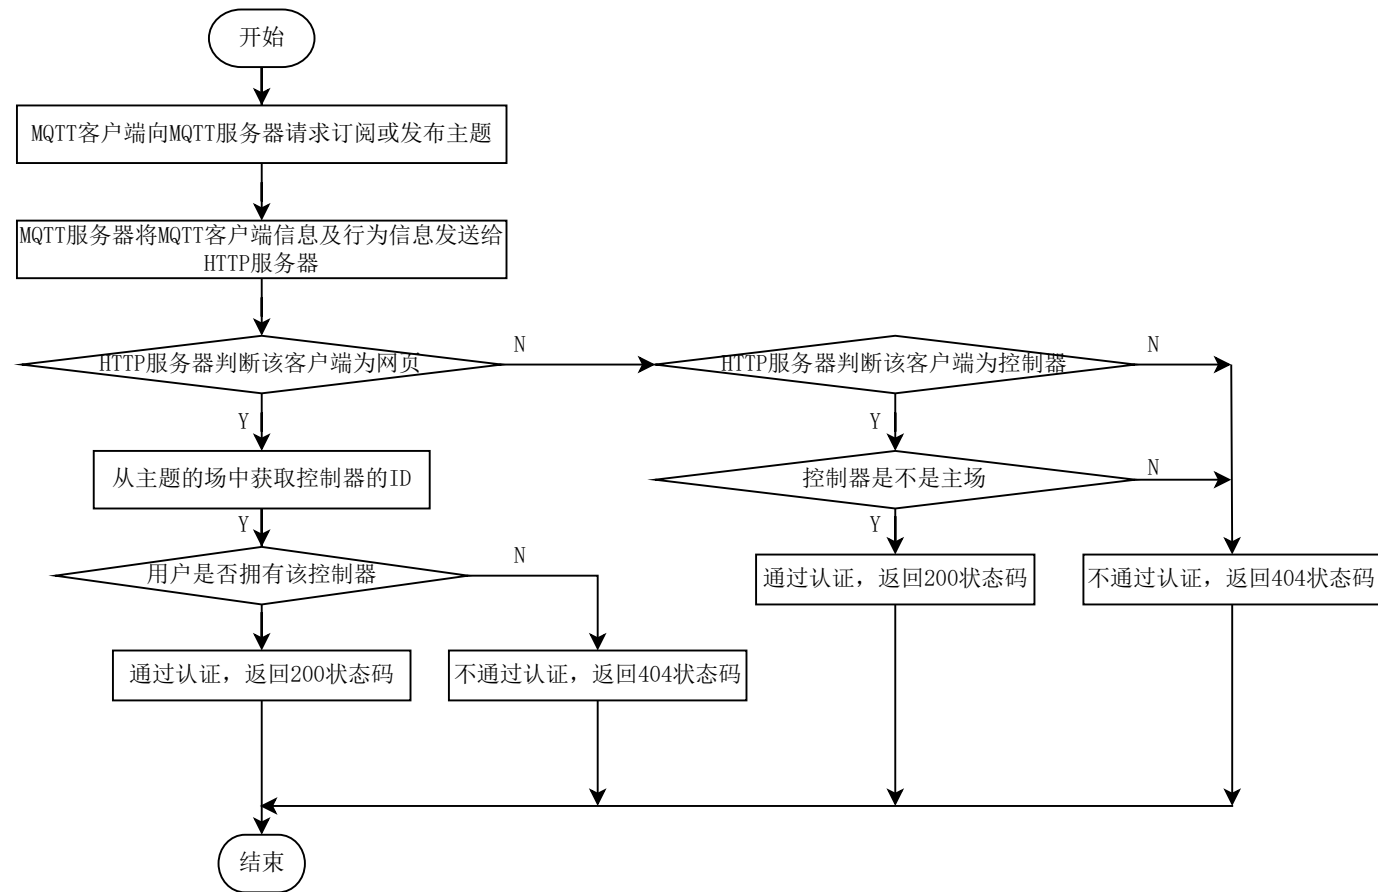 开始
MQTT客户端向MQTT服务器请求订阅或发布主题
MQTT服务器将MQTT客户端信息及行为信息发送给
HTTP服务器
HTTP服务器判断该客户端为网页
N
HTTP服务器判断该客户端为控制器
N
Y
Y
从主题的场中获取控制器的ID
控制器是不是主场
N
Y
Y
用户是否拥有该控制器
N
通过认证，返回200状态码
不通过认证，返回404状态码
通过认证，返回200状态码
不通过认证，返回404状态码
结束